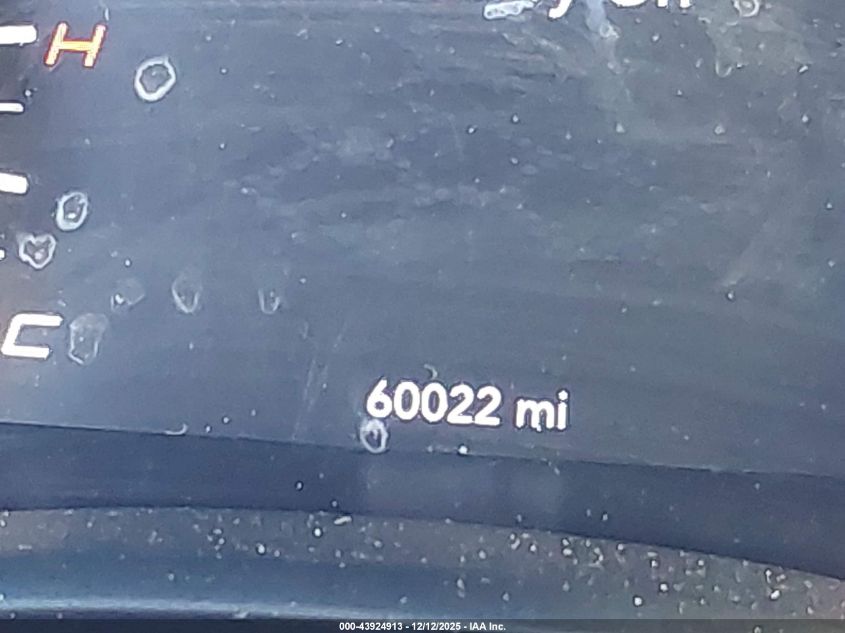 H
C
60022 mi
000-43924913 - 12/12/2025 - IAA Inc.